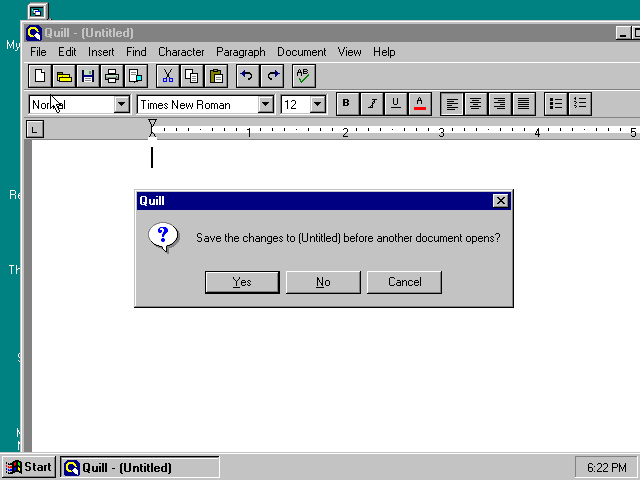 Quill - (Untitled)
File Edit Insert Find Character Paragraph Document View Help
Times New Roman 12 B I U A
L 1 2 3 4 5
Quill
Save the changes to (Untitled) before another document opens?
Yes No Cancel
Start Quill - (Untitled) 6:22 PM